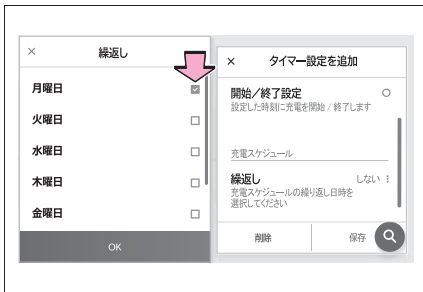 繰返し
月曜日
火曜日
水曜日
木曜日
金曜日
OK
タイマー設定を追加
開始／終了設定
設定した時刻に充電を開始 / 終了します
充電スケジュール
繰返し しない
充電スケジュールの繰り返し日時を
選択してください
削除 保存